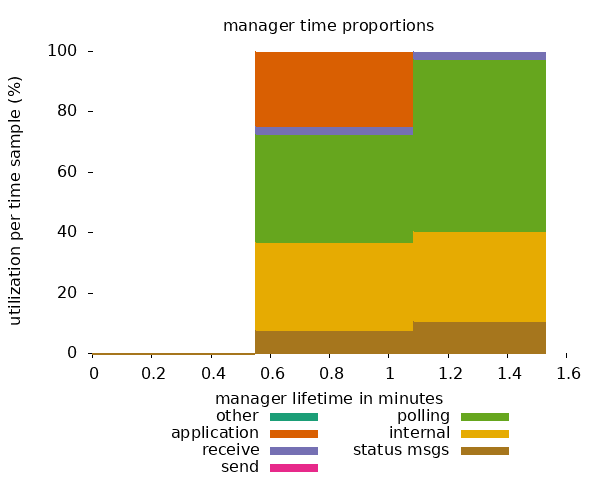 manager time proportions
utilization per time sample (%)
100
80
60
40
20
0
0 0.2 0.4 0.6 0.8 1 1.2 1.4 1.6
manager lifetime in minutes
other polling
application internal
receive status msgs
send